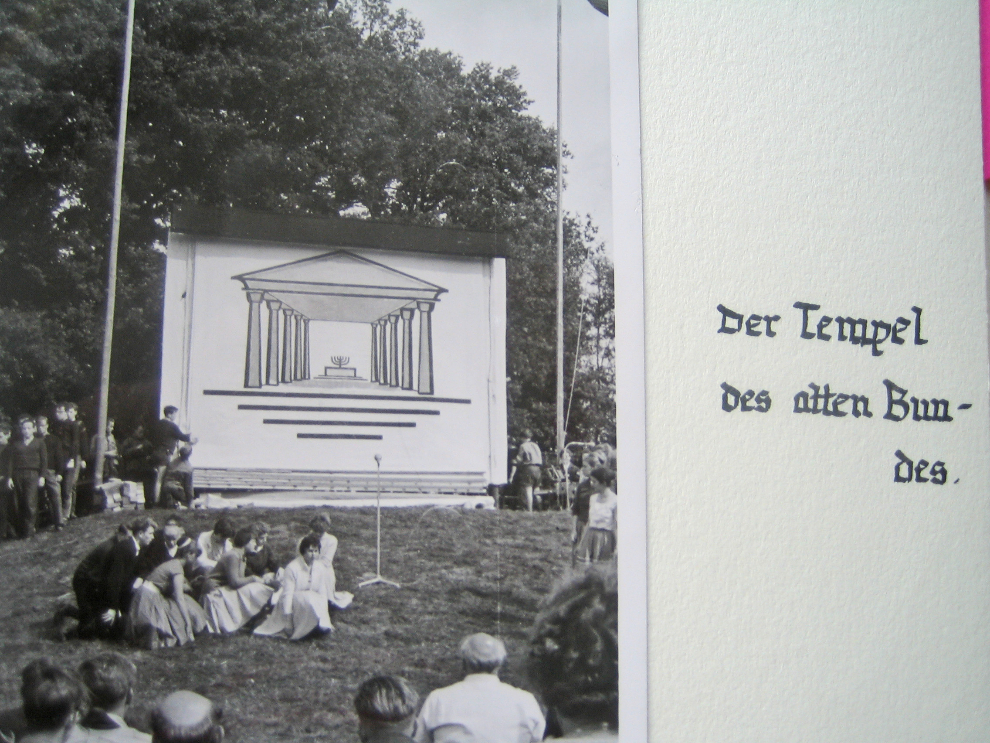 Der Tempel
des alten Bun-
des.